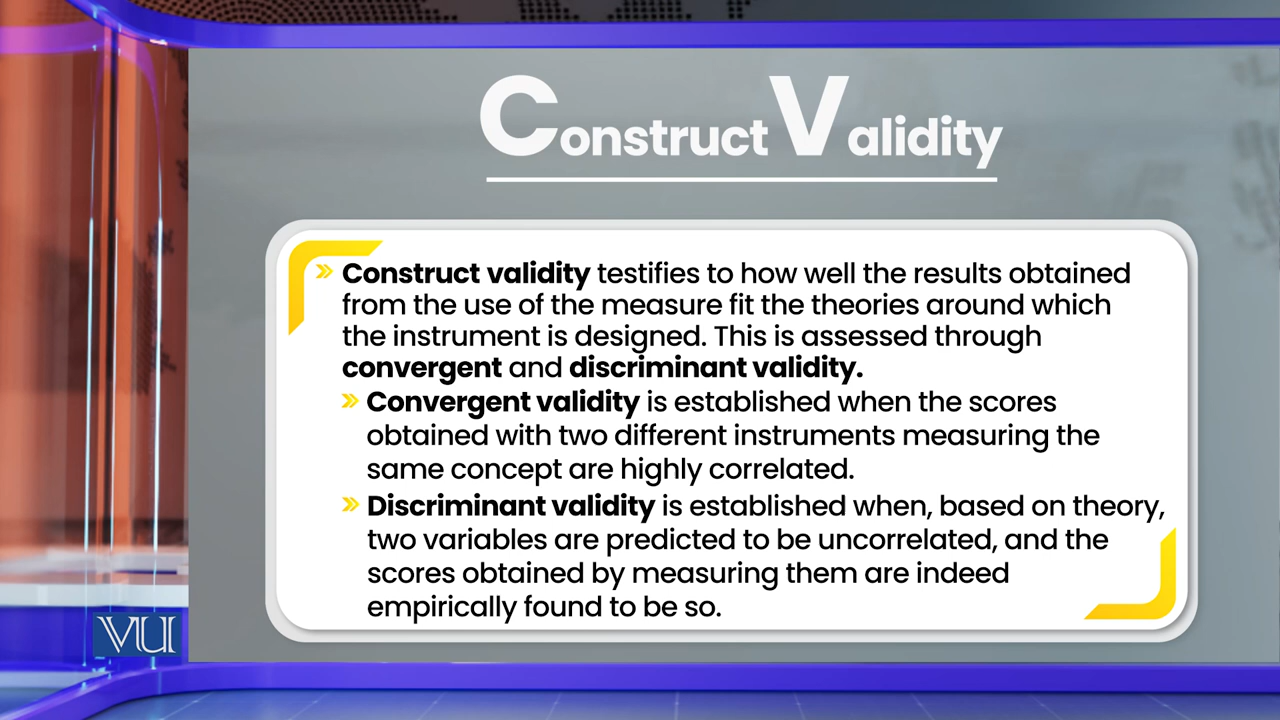 Construct Validity
» Construct validity testifies to how well the results obtained
from the use of the measure fit the theories around which
the instrument is designed. This is assessed through
convergent and discriminant validity.
» Convergent validity is established when the scores
obtained with two different instruments measuring the
same concept are highly correlated.
» Discriminant validity is established when, based on theory,
two variables are predicted to be uncorrelated, and the
scores obtained by measuring them are indeed
empirically found to be so.
VU